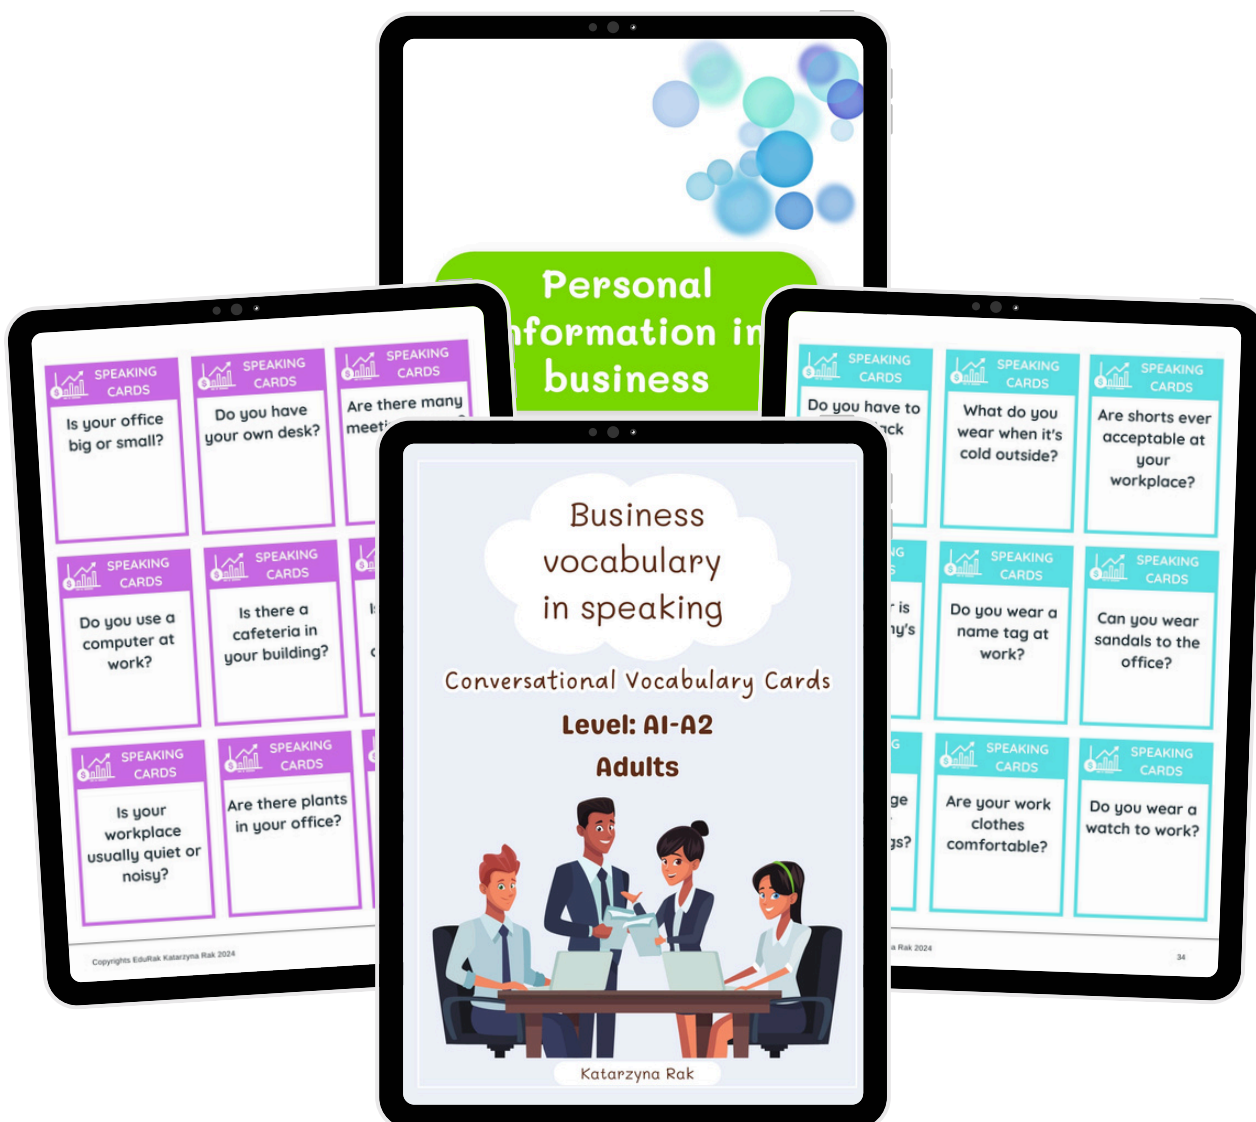 Personal
information in
business
SPEAKING
CARDS
Is your office
big or small?
SPEAKING
CARDS
Do you have
your own desk?
SPEAKING
CARDS
Are there many
SPEAKING
CARDS
Do you use a
computer at
work?
SPEAKING
CARDS
Is there a
cafeteria in
your building?
SPEAKING
CARDS
Is your
workplace
usually quiet or
noisy?
SPEAKING
CARDS
Are there plants
in your office?
Copyrights EduRak Katarzyna Rak 2024
Business
vocabulary
in speaking
Conversational Vocabulary Cards
Level: A1-A2
Adults
Katarzyna Rak
SPEAKING
CARDS
Do you have to
SPEAKING
CARDS
What do you
wear when it's
cold outside?
SPEAKING
CARDS
Are shorts ever
acceptable at
your
workplace?
is
SPEAKING
CARDS
Do you wear a
name tag at
work?
SPEAKING
CARDS
Can you wear
sandals to the
office?
SPEAKING
CARDS
Are your work
clothes
comfortable?
SPEAKING
CARDS
Do you wear a
watch to work?
Rak 2024
34